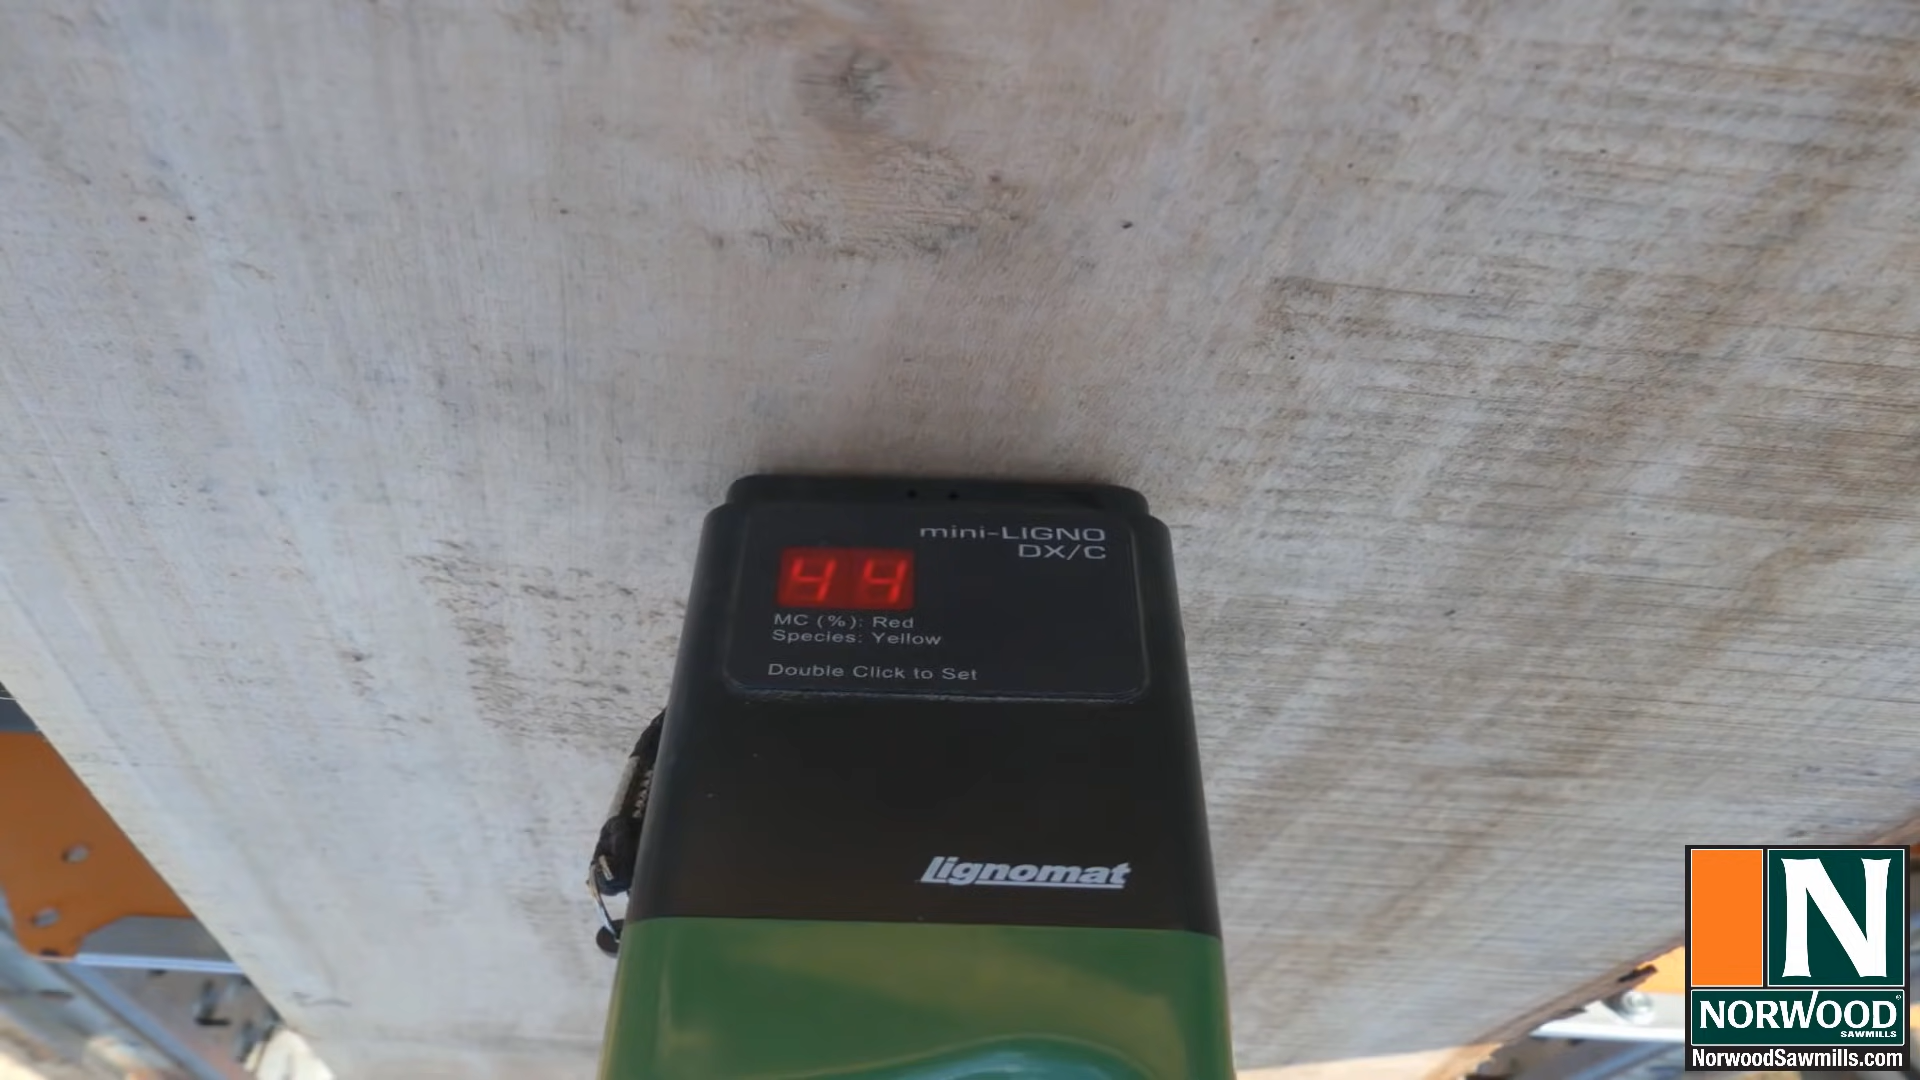 mini-LIGNO
DX/C
44
MC (%): Red
Species: Yellow
Double Click to Set
Lignomat
N
NORWOOD®
SAWMILLS
NorwoodSawmills.com